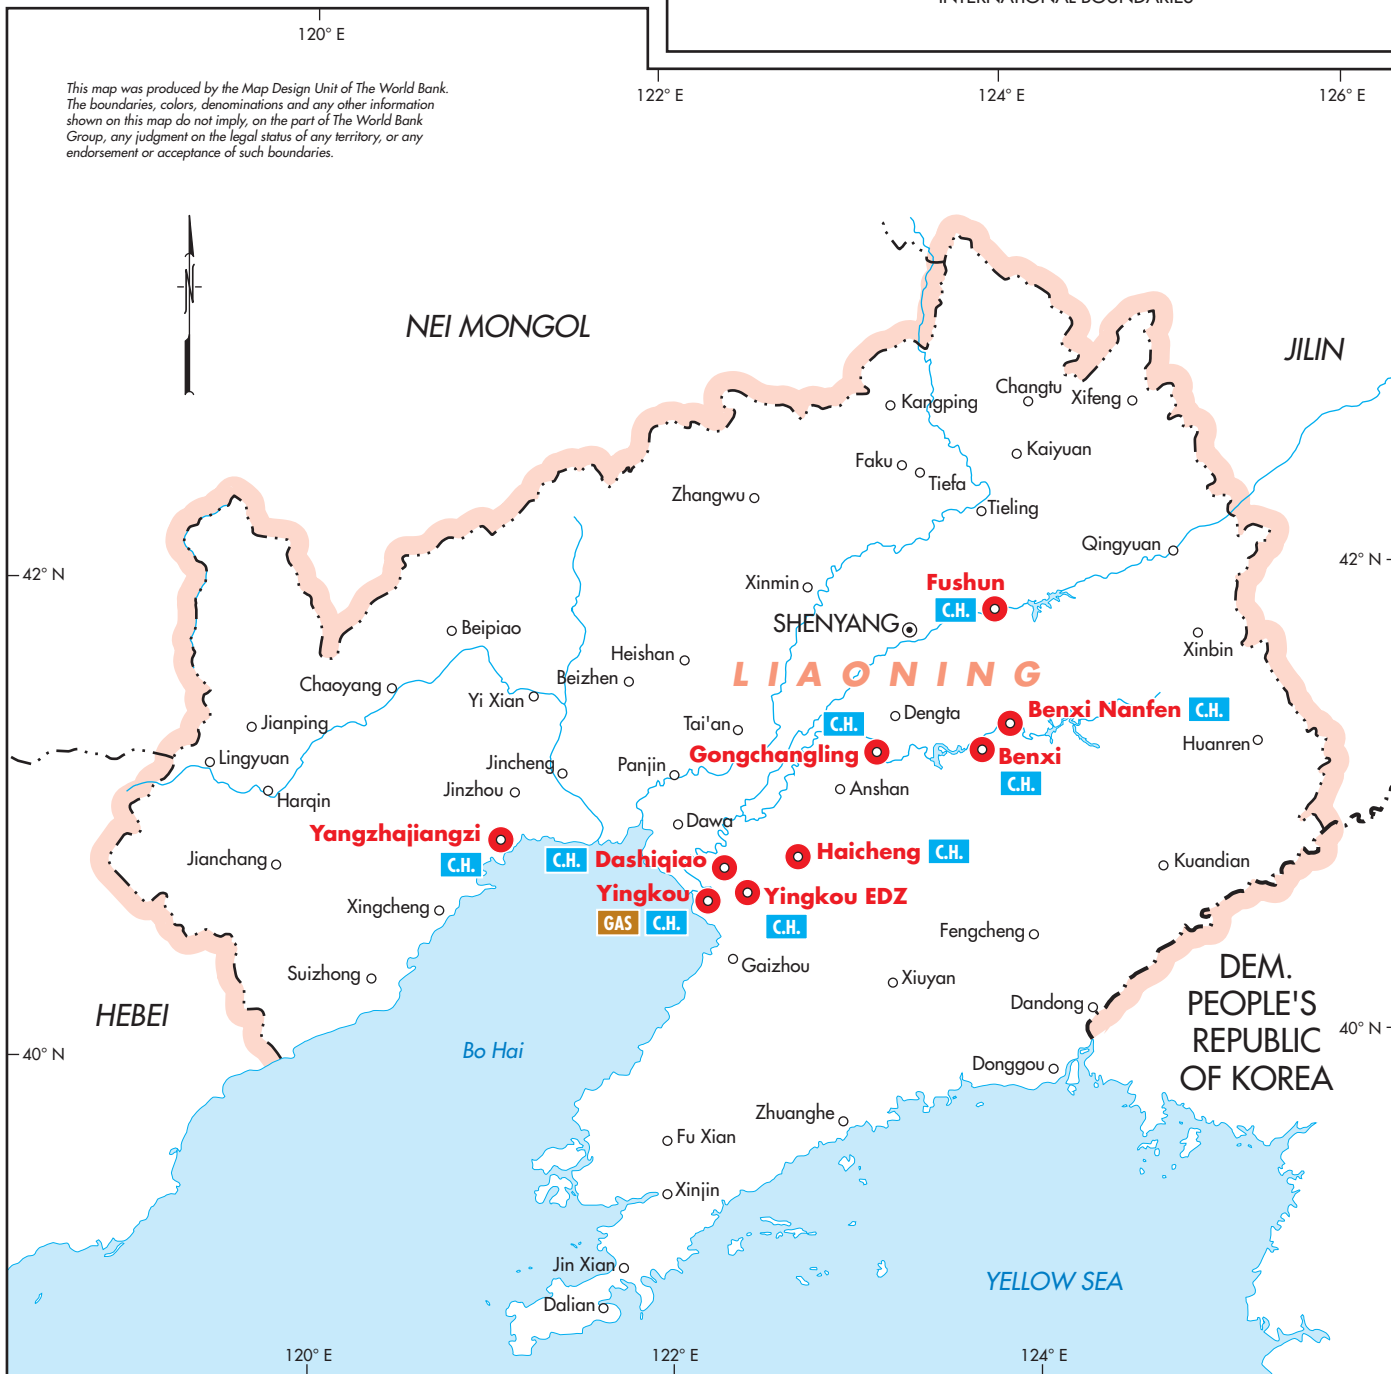 INTERNATIONAL BOUNDARIES
120° E
122° E
124° E
126° E
This map was produced by the Map Design Unit of The World Bank.
The boundaries, colors, denominations and any other information
shown on this map do not imply, on the part of The World Bank
Group, any judgment on the legal status of any territory, or any
endorsement or acceptance of such boundaries.
N
NEI MONGOL
JILIN
Changtu
Xifeng
Kangping
Kaiyuan
Faku
Tiefa
Zhangwu
Tieling
Qingyuan
42° N
42° N
Xinmin
Fushun
C.H.
SHENYANG
Beipiao
Xinbin
Heishan
LIAONING
Beizhen
Chaoyang
Yi Xian
Benxi Nanfen
C.H.
Dengta
C.H.
Jianping
Tai'an
Huanren
Gongchangling
Benxi
C.H.
Lingyuan
Jincheng
Panjin
Harqin
Jinzhou
Anshan
Dawa
Yangzhajiangzi
C.H.
Haicheng
C.H.
C.H.
Dashiqiao
Jianchang
Kuandian
Yingkou
Yingkou EDZ
GAS
C.H.
C.H.
Xingcheng
Fengcheng
Gaizhou
Suizhong
Xiuyan
DEM.
PEOPLE'S
REPUBLIC
OF KOREA
HEBEI
Dandong
40° N
40° N
Bo Hai
Donggou
Zhuanghe
Fu Xian
Xinjin
Jin Xian
YELLOW SEA
Dalian
120° E
122° E
124° E